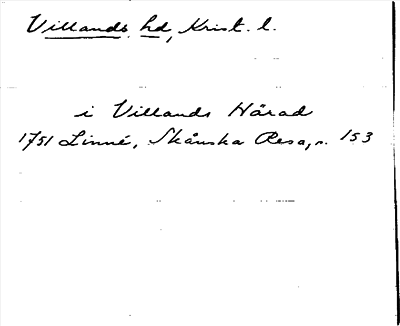 Villands hd, Krist. l.
i Villands Härad
1751 Linné, Skånska Resa, s. 153